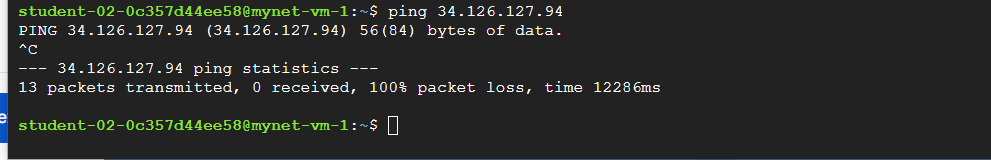 student-02-0c357d44ee58@mynet-vm-1:~$ ping 34.126.127.94
PING 34.126.127.94 (34.126.127.94) 56(84) bytes of data.
^C
--- 34.126.127.94 ping statistics ---
13 packets transmitted, 0 received, 100% packet loss, time 12286ms
student-02-0c357d44ee58@mynet-vm-1:~$